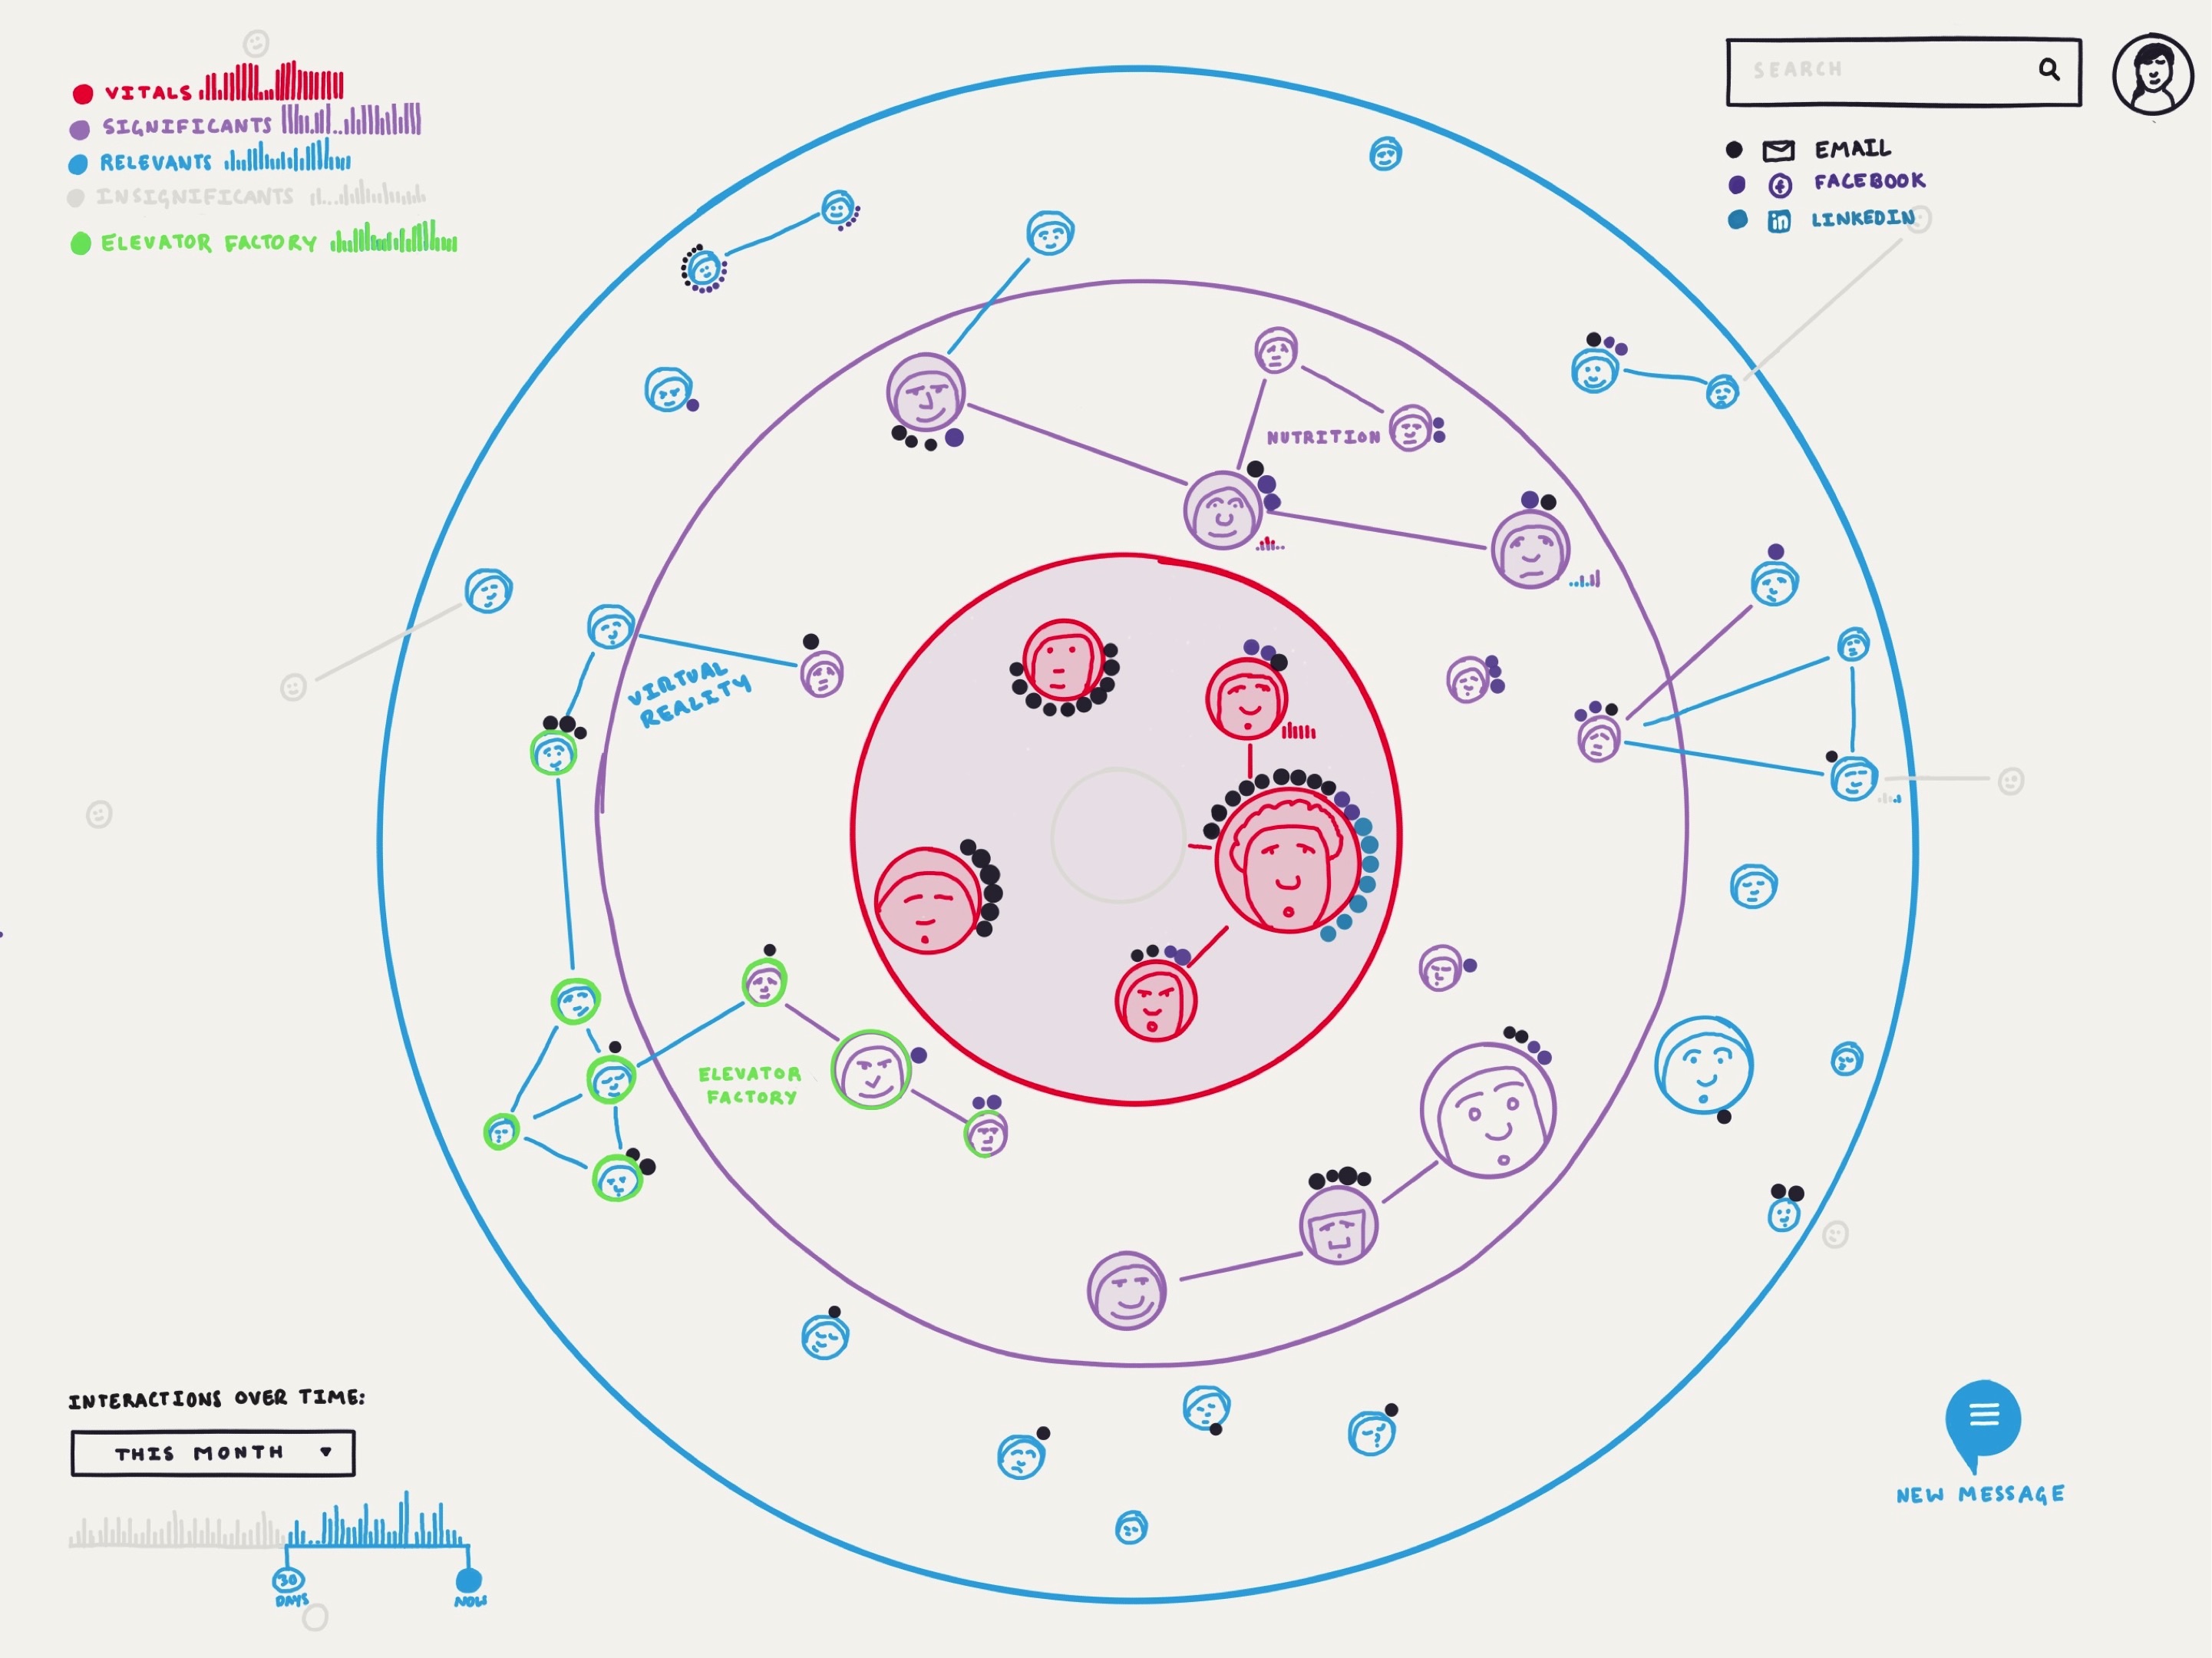 VITALS
SIGNIFICANTS
RELEVANTS
INSIGNIFICANTS
ELEVATOR FACTORY
SEARCH
EMAIL
FACEBOOK
in LINKEDIN
NUTRITION
VIRTUAL
REALITY
ELEVATOR
FACTORY
INTERACTIONS OVER TIME:
THIS MONTH
30
DAYS
NOW
NEW MESSAGE